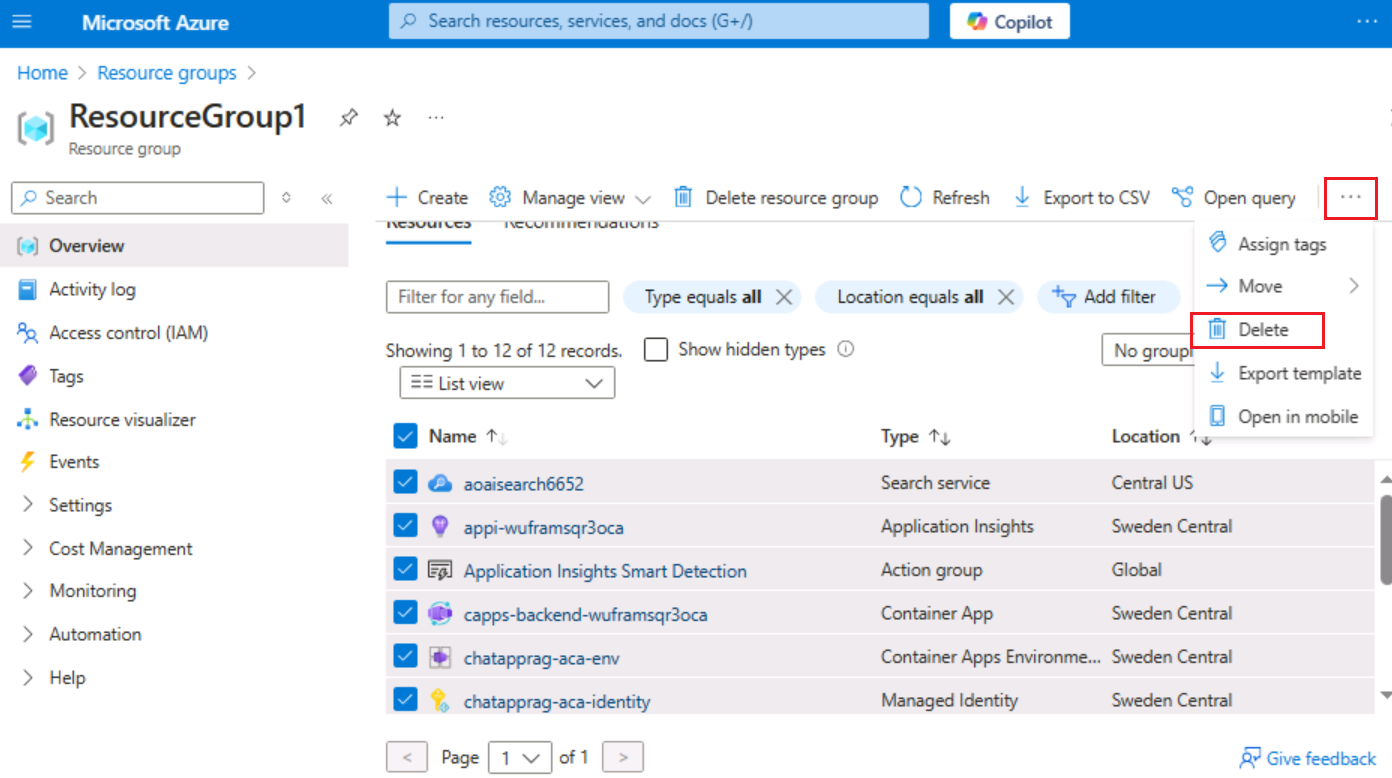 Microsoft Azure
Search resources, services, and docs (G+/)
Copilot
Home > Resource groups >
ResourceGroup1
Resource group
Search
Create
Manage view
Delete resource group
Refresh
Export to CSV
Open query
Overview
Activity log
Access control (IAM)
Tags
Resource visualizer
Events
Settings
Cost Management
Monitoring
Automation
Help
Resources
Recommendations
Assign tags
Move
Delete
Export template
Open in mobile
Filter for any field...
Type equals all
Location equals all
Add filter
Showing 1 to 12 of 12 records.
Show hidden types
No groupi
List view
Name Type Location
aoaisearch6652 Search service Central US
appi-wuframsqr3oca Application Insights Sweden Central
Application Insights Smart Detection Action group Global
capps-backend-wuframsqr3oca Container App Sweden Central
chatapprag-aca-env Container Apps Environme... Sweden Central
chatapprag-aca-identity Managed Identity Sweden Central
< Page 1 of 1 >
Give feedback